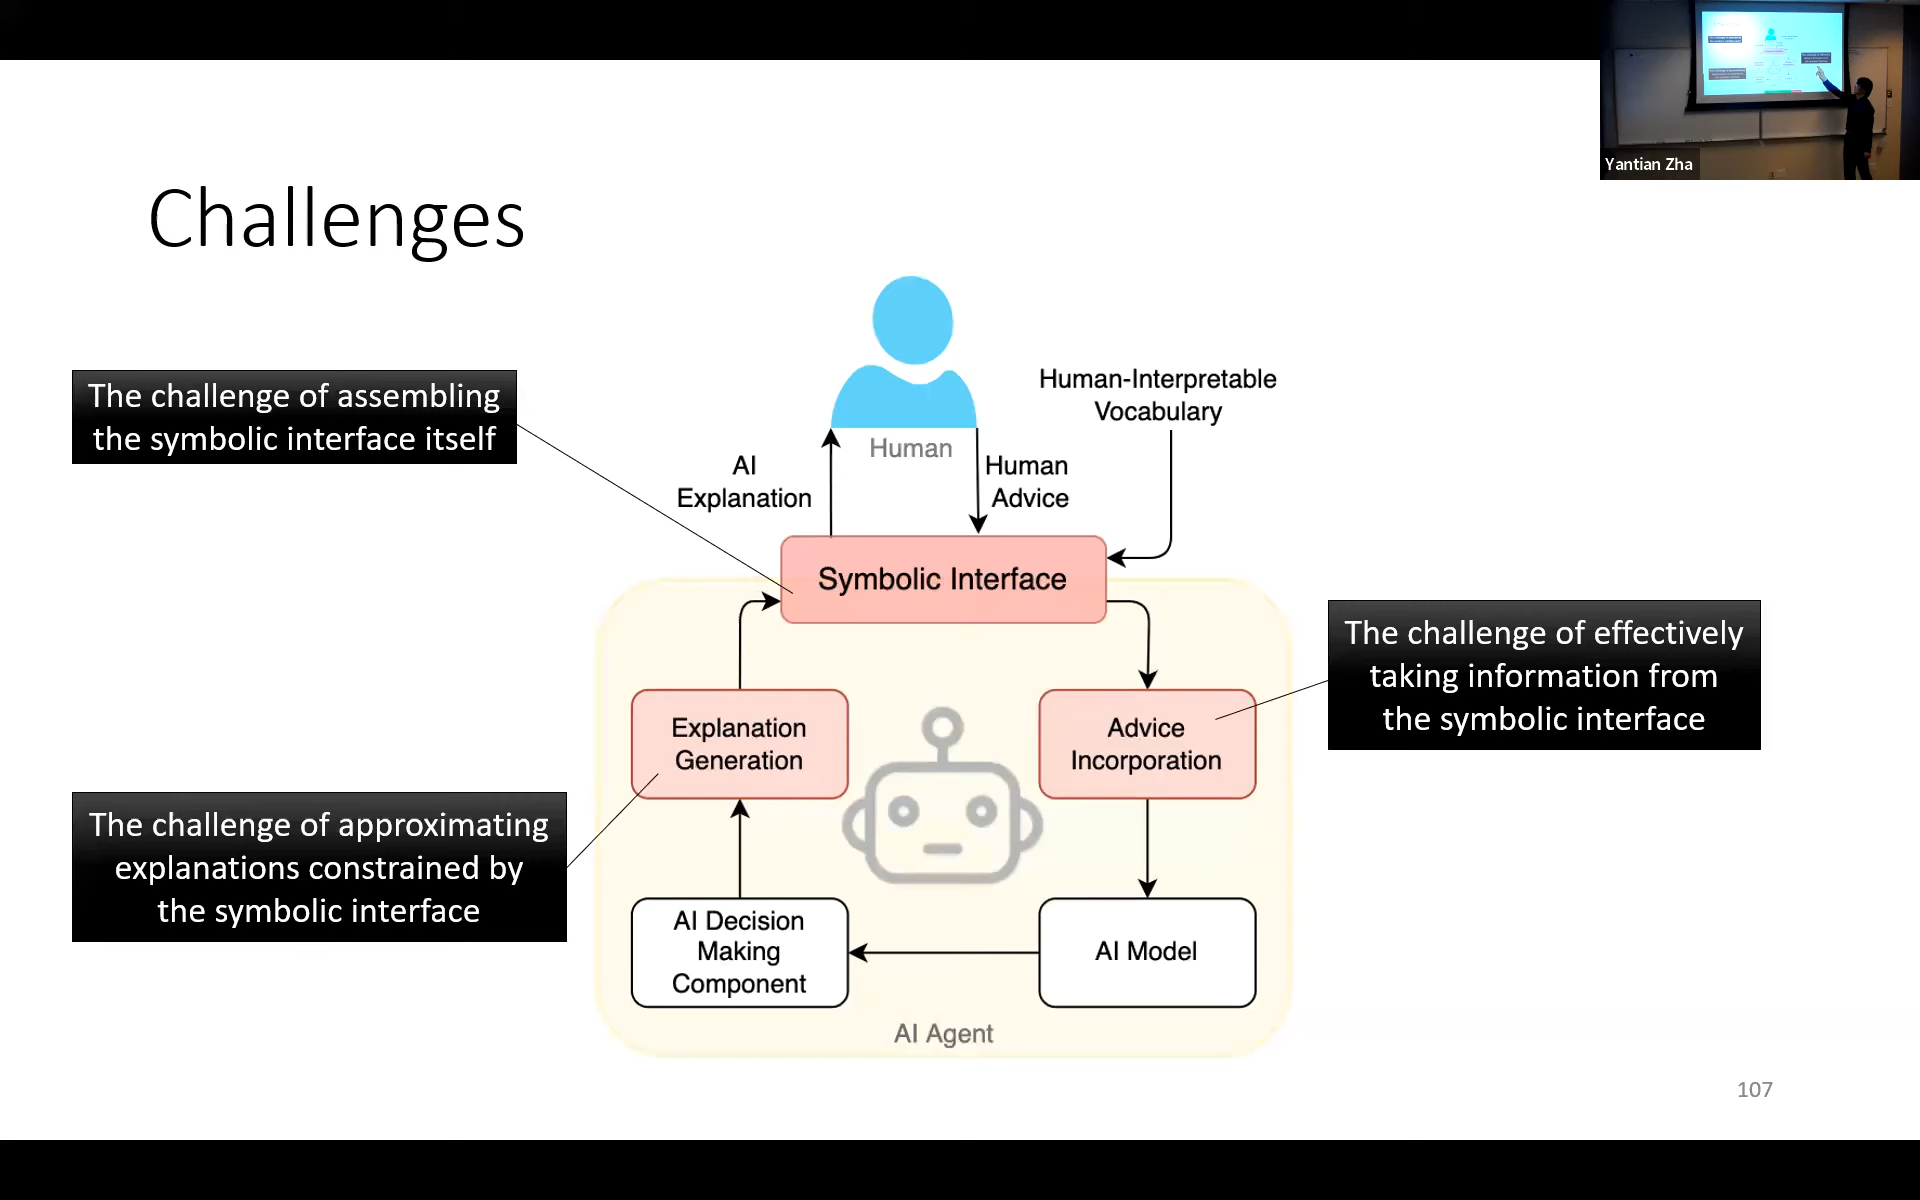 Yantian Zha
Challenges
The challenge of assembling
the symbolic interface itself
Human-Interpretable
Vocabulary
Human
AI
Explanation
Human
Advice
Symbolic Interface
The challenge of effectively
taking information from
the symbolic interface
Explanation
Generation
Advice
Incorporation
The challenge of approximating
explanations constrained by
the symbolic interface
AI Decision
Making
Component
AI Model
AI Agent
107